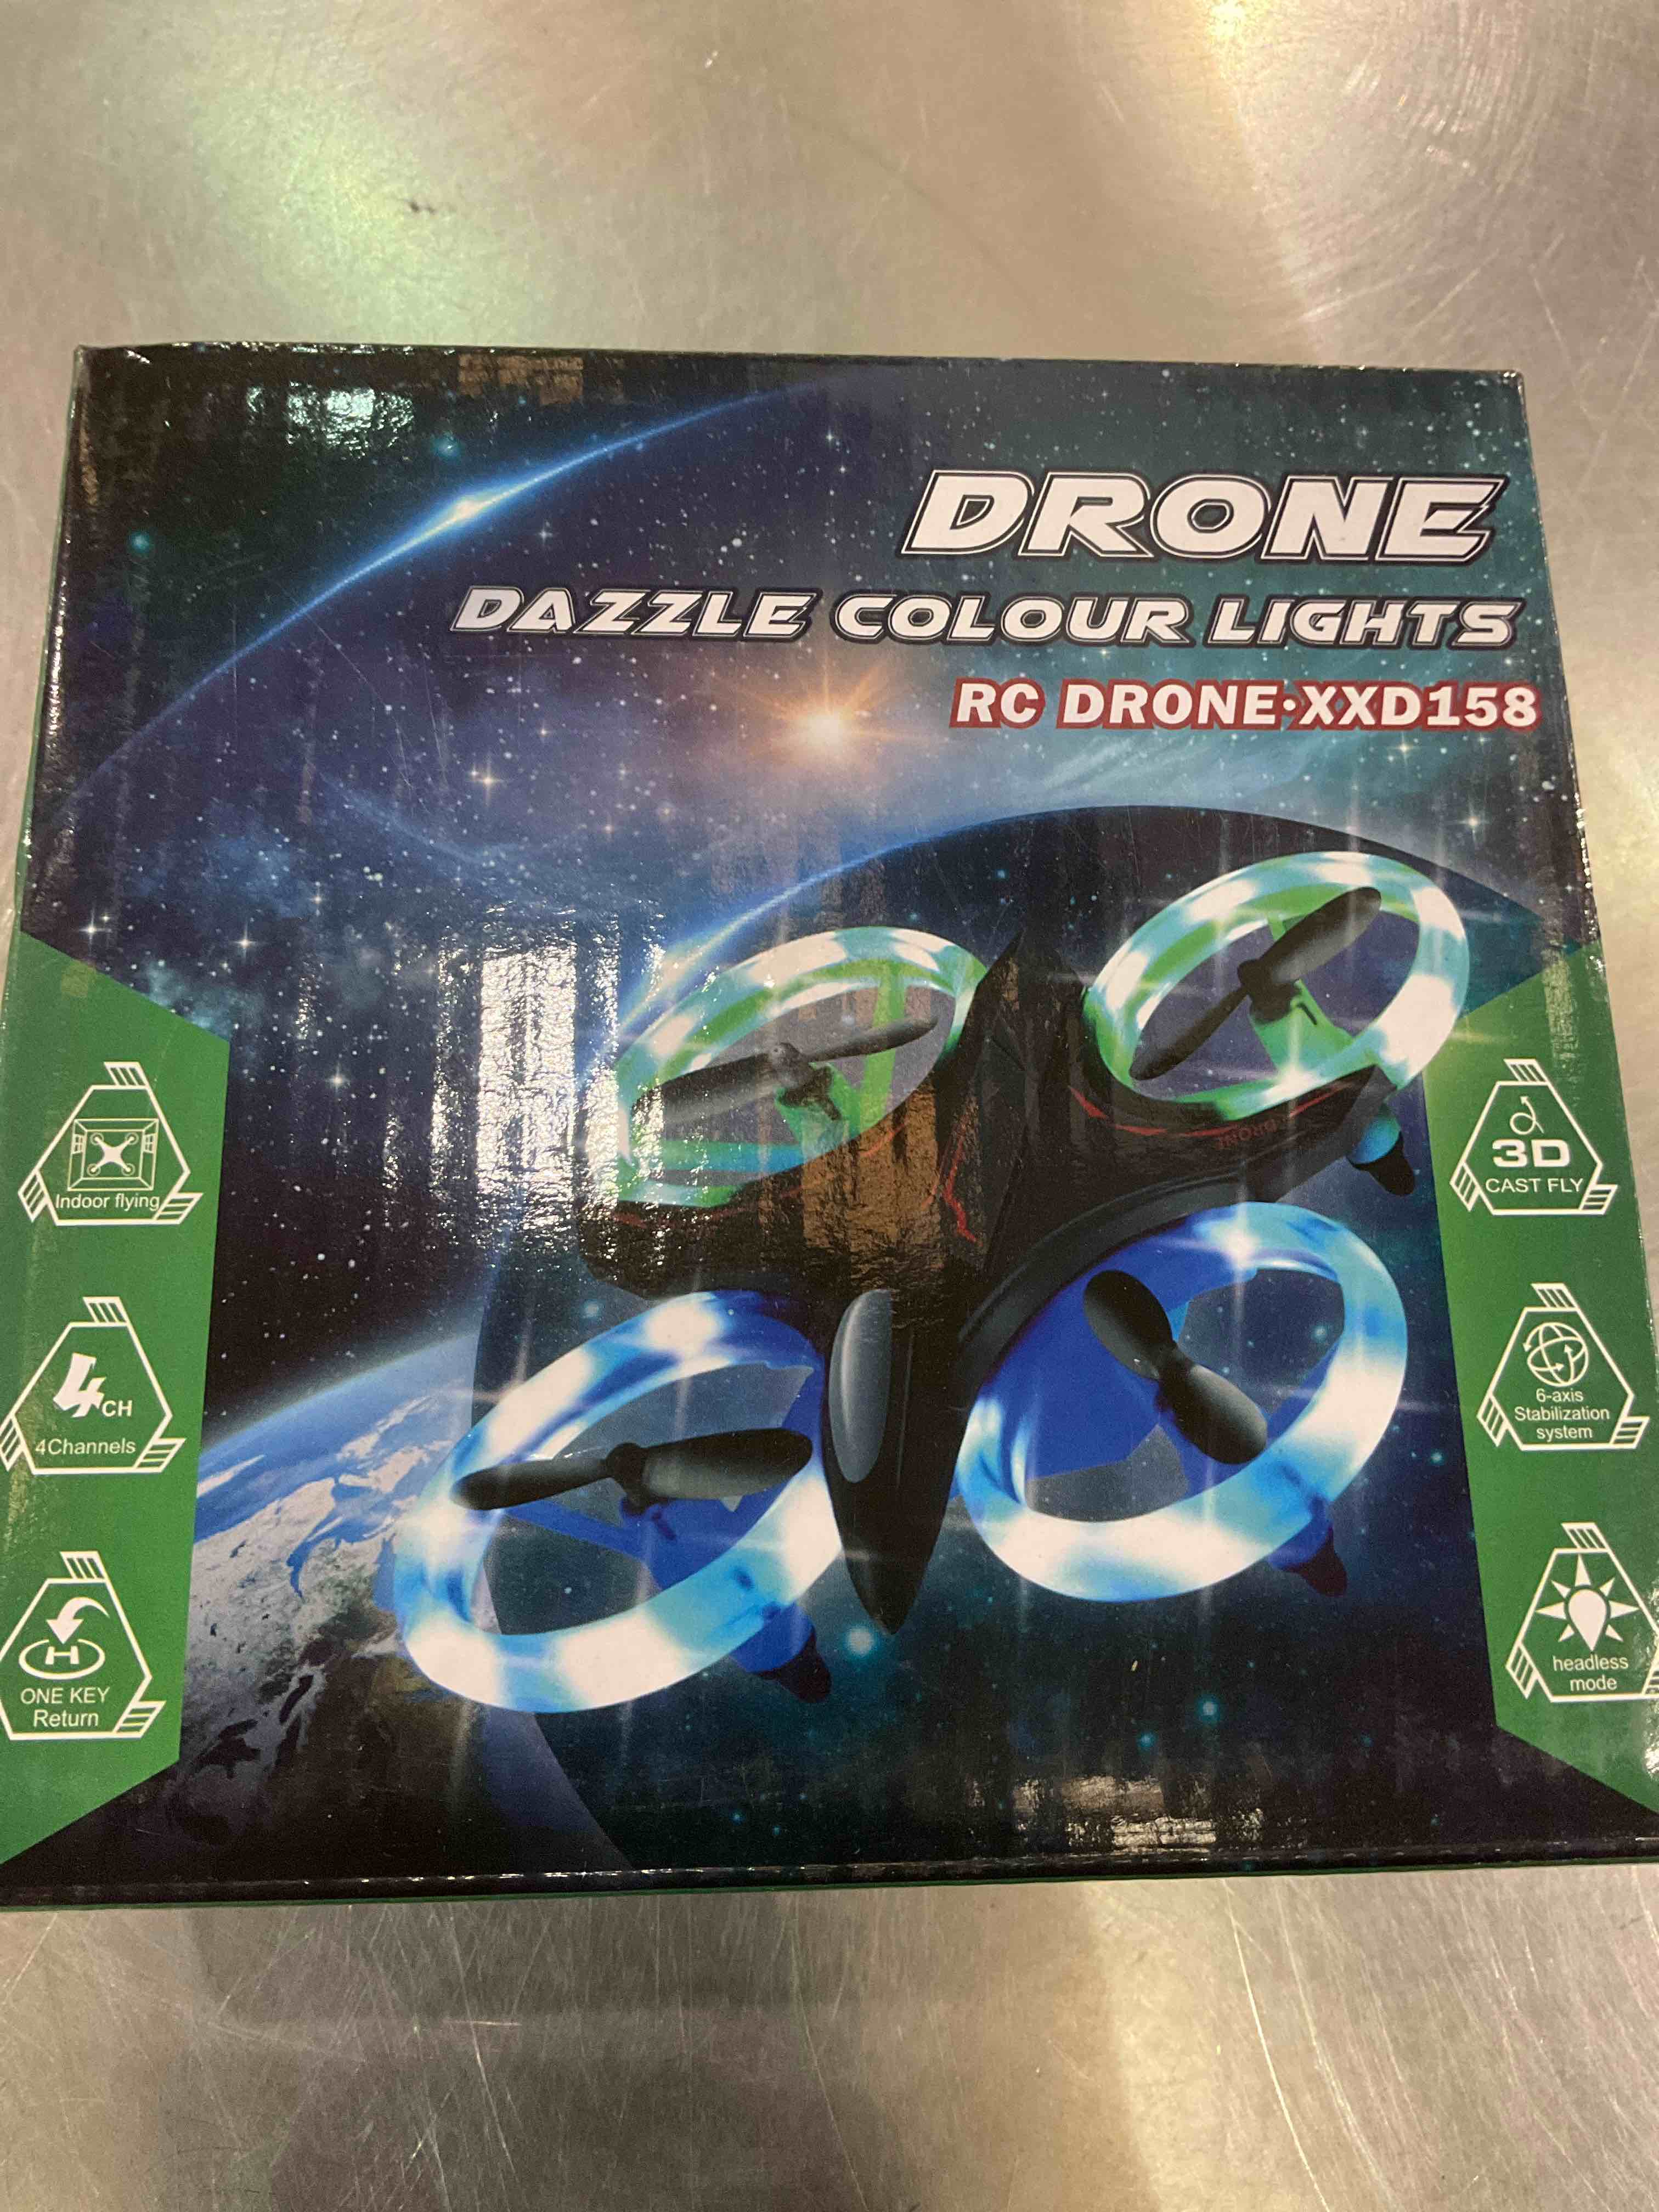 DRONE
DAZZLE COLOUR LIGHTS
RC DRONE·XXD158
DRONE
Indoor flying
4CH
4Channels
H
ONE KEY
Return
3D
CAST FLY
6-axis
Stabilization
system
headless
mode